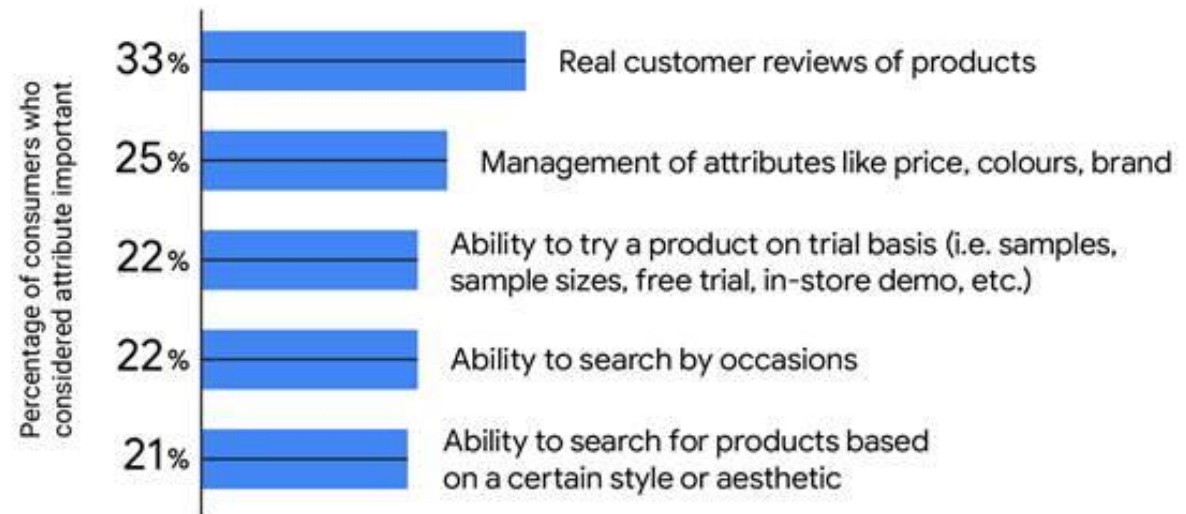 Percentage of consumers who
considered attribute important
33%
Real customer reviews of products
25%
Management of attributes like price, colours, brand
22%
Ability to try a product on trial basis (i.e. samples,
sample sizes, free trial, in-store demo, etc.)
22%
Ability to search by occasions
21%
Ability to search for products based
on a certain style or aesthetic